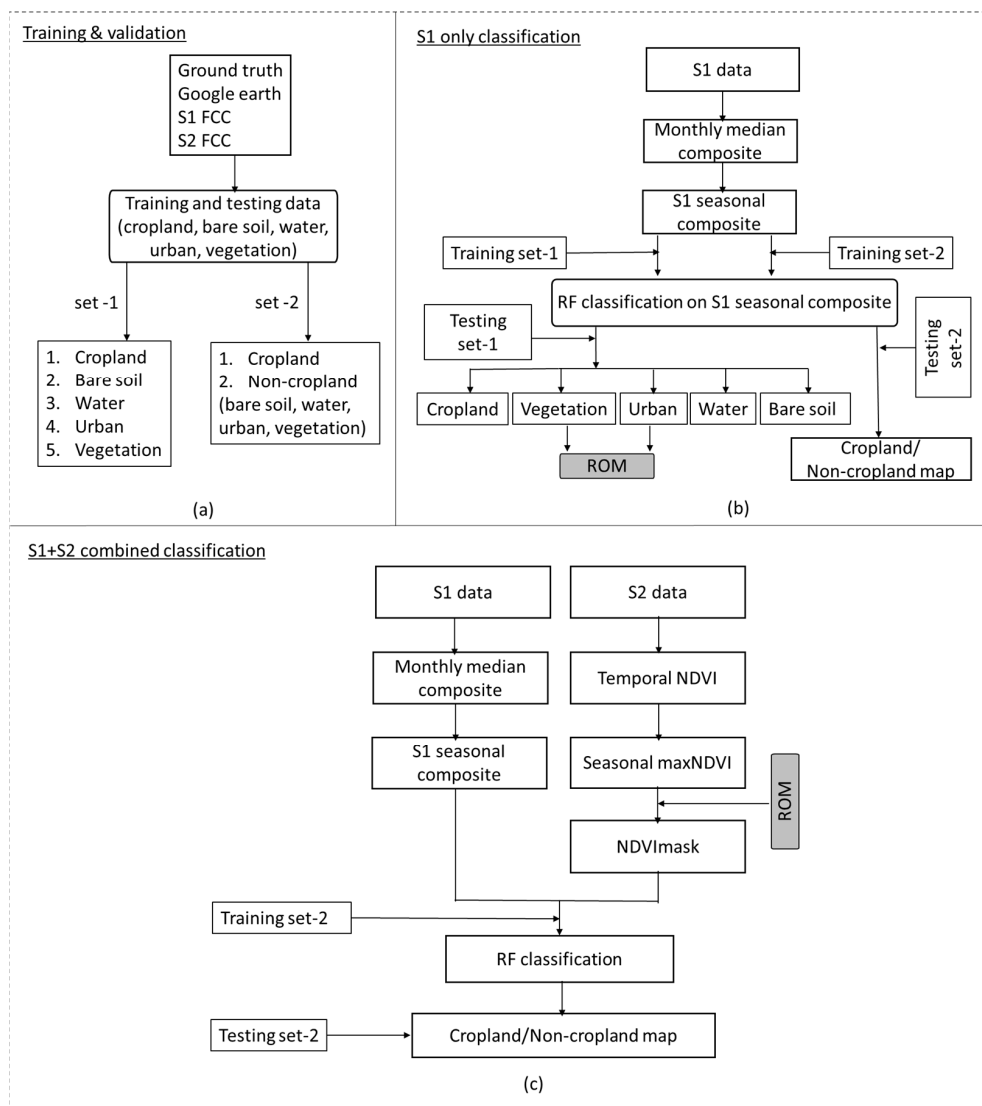 Training & validation
Ground truth
Google earth
S1 FCC
S2 FCC
Training and testing data
(cropland, bare soil, water,
urban, vegetation)
set -1
set -2
1. Cropland
2. Bare soil
3. Water
4. Urban
5. Vegetation
1. Cropland
2. Non-cropland
(bare soil, water,
urban, vegetation)
(a)
S1 only classification
S1 data
Monthly median
composite
S1 seasonal
composite
Training set-1
Training set-2
RF classification on S1 seasonal composite
Testing
set-1
Testing
set-2
Cropland
Vegetation
Urban
Water
Bare soil
ROM
Cropland/
Non-cropland map
(b)
S1+S2 combined classification
S1 data
S2 data
Monthly median
composite
Temporal NDVI
S1 seasonal
composite
Seasonal maxNDVI
ROM
NDVImask
Training set-2
RF classification
Testing set-2
Cropland/Non-cropland map
(c)